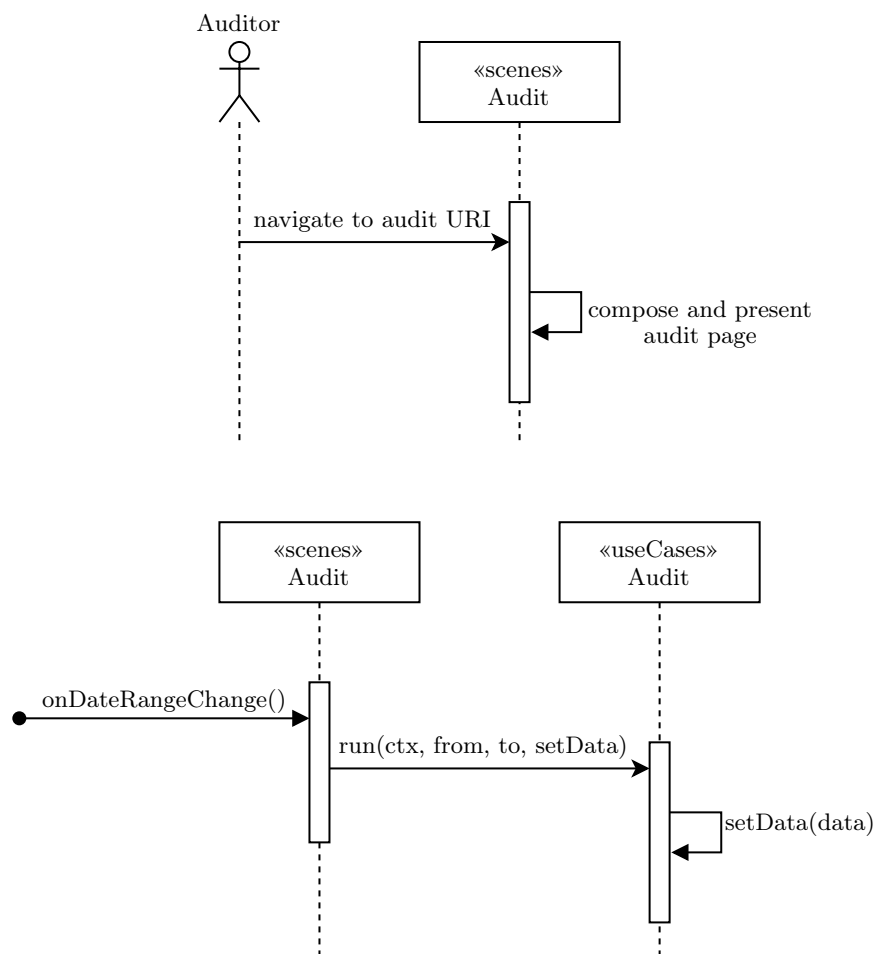 Auditor
«scenes»
Audit
navigate to audit URI
compose and present
audit page
«scenes»
Audit
«useCases»
Audit
onDateRangeChange()
run(ctx, from, to, setData)
setData(data)